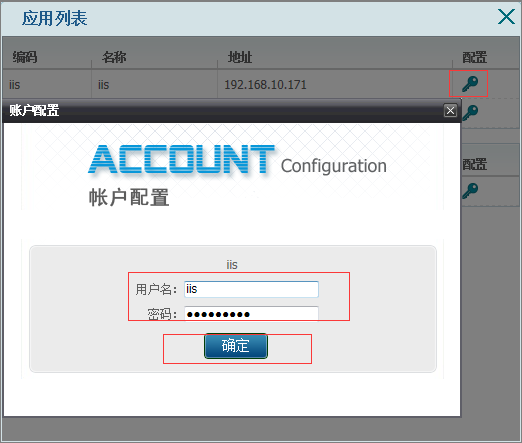 应用列表
编码 名称 地址 配置
iis iis 192.168.10.171
账户配置
ACCOUNT Configuration
帐户配置
配置
iis
用户名: iis
密码: ●●●●●●●●●
确定